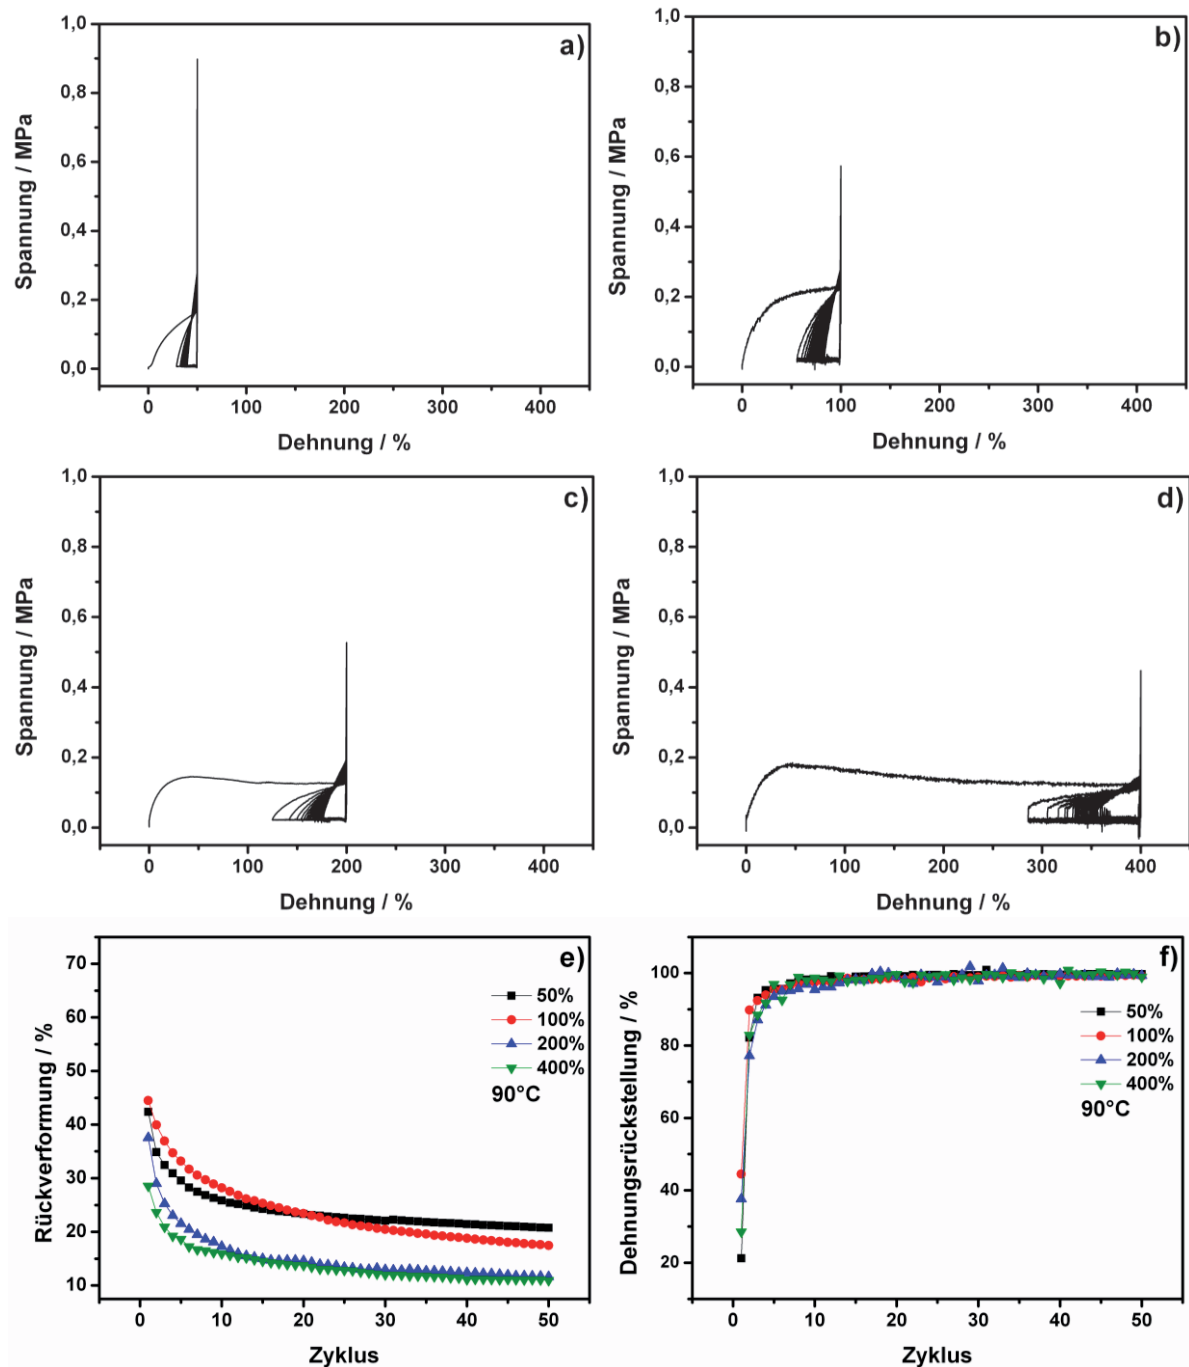 a)
1,0
0,8
0,6
0,4
0,2
0,0
Spannung / MPa
0 100 200 300 400
Dehnung / %
b)
1,0
0,8
0,6
0,4
0,2
0,0
Spannung / MPa
0 100 200 300 400
Dehnung / %
c)
1,0
0,8
0,6
0,4
0,2
0,0
Spannung / MPa
0 100 200 300 400
Dehnung / %
d)
1,0
0,8
0,6
0,4
0,2
0,0
Spannung / MPa
0 100 200 300 400
Dehnung / %
e)
70
60
50
40
30
20
10
Rückverformung / %
50%
100%
200%
400%
90°C
0 10 20 30 40 50
Zyklus
f)
100
80
60
40
20
Dehnungsrückstellung / %
50%
100%
200%
400%
90°C
0 10 20 30 40 50
Zyklus